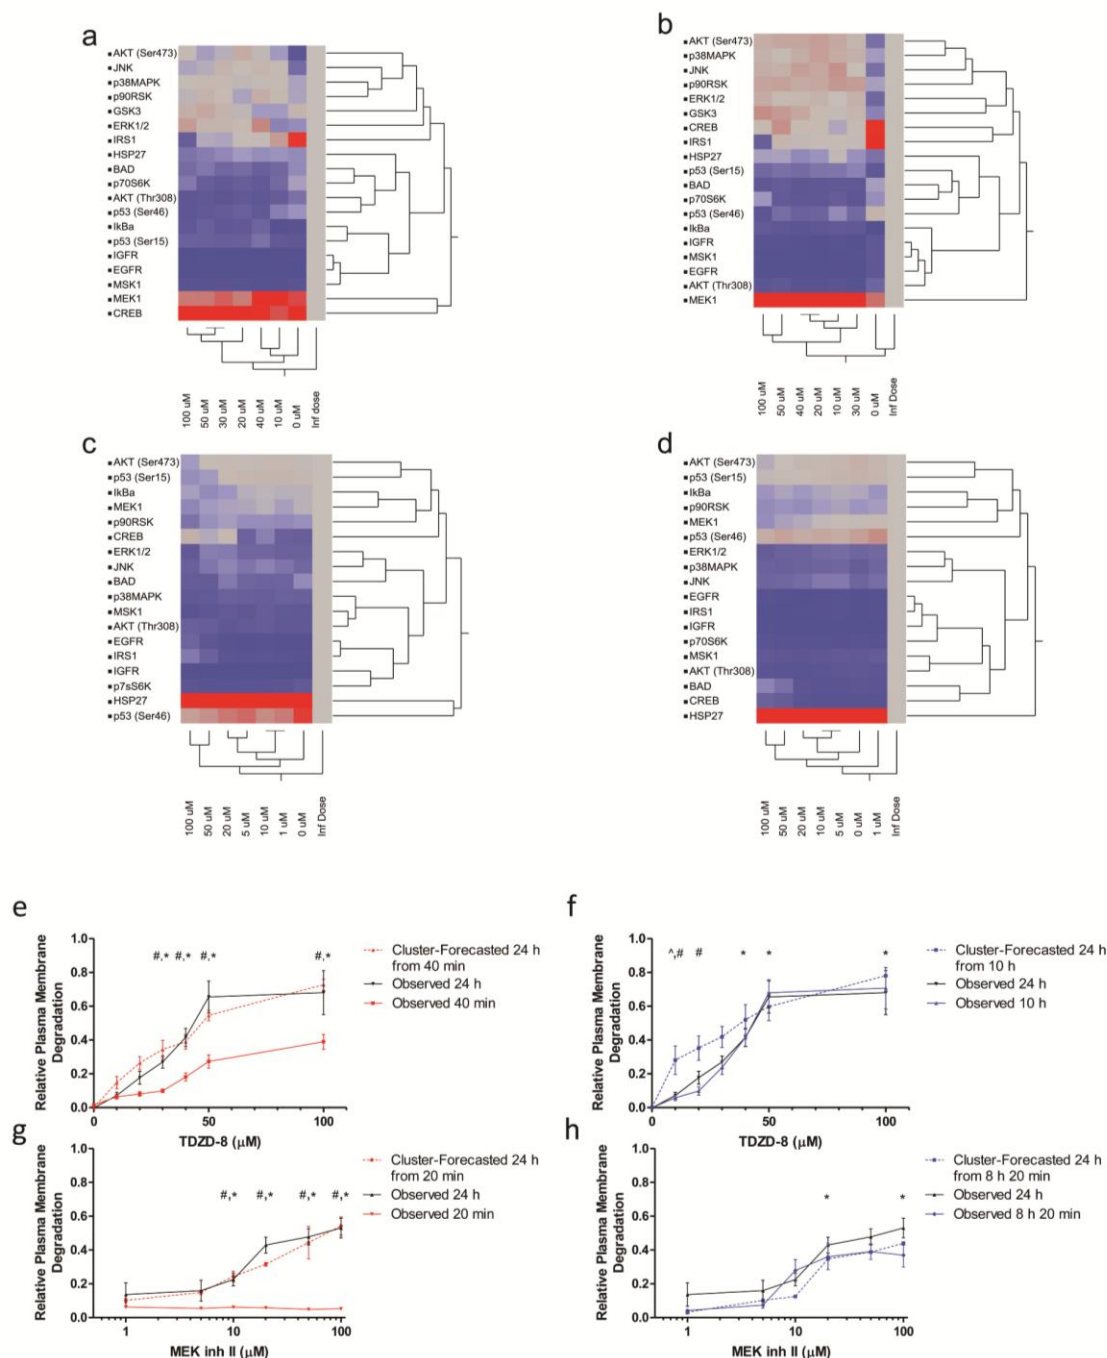 a
AKT (Ser473)
JNK
p38MAPK
p90RSK
GSK3
ERK1/2
IRS1
HSP27
BAD
p70S6K
AKT (Thr308)
p53 (Ser46)
IkBa
p53 (Ser15)
IGFR
EGFR
MSK1
MEK1
CREB
100 uM
50 uM
30 uM
20 uM
40 uM
10 uM
0 uM
Inf dose
b
AKT (Ser473)
p38MAPK
JNK
p90RSK
ERK1/2
GSK3
CREB
IRS1
HSP27
p53 (Ser15)
BAD
p70S6K
p53 (Ser46)
IkBa
IGFR
MSK1
EGFR
AKT (Thr308)
MEK1
100 uM
50 uM
40 uM
20 uM
10 uM
30 uM
0 uM
Inf Dose
c
AKT (Ser473)
p53 (Ser15)
IkBa
MEK1
p90RSK
CREB
ERK1/2
JNK
BAD
p38MAPK
MSK1
AKT (Thr308)
EGFR
IRS1
IGFR
p7sS6K
HSP27
p53 (Ser46)
100 uM
50 uM
20 uM
5 uM
10 uM
1 uM
0 uM
Inf Dose
d
AKT (Ser473)
p53 (Ser15)
IkBa
p90RSK
MEK1
p53 (Ser46)
ERK1/2
p38MAPK
JNK
EGFR
IRS1
IGFR
p70S6K
MSK1
AKT (Thr308)
BAD
CREB
HSP27
100 uM
50 uM
20 uM
10 uM
5 uM
0 uM
1 uM
Inf Dose
e
Relative Plasma Membrane
Degradation
1.0
0.8
0.6
0.4
0.2
0.0
#,* #,* #,* #,*
0 50 100
TDZD-8 (μM)
Cluster-Forecasted 24 h
from 40 min
Observed 24 h
Observed 40 min
f
Relative Plasma Membrane
Degradation
1.0
0.8
0.6
0.4
0.2
0.0
^,# # * * *
0 50 100
TDZD-8 (μM)
Cluster-Forecasted 24 h
from 10 h
Observed 24 h
Observed 10 h
g
Relative Plasma Membrane
Degradation
1.0
0.8
0.6
0.4
0.2
0.0
#,* #,* #,* #,*
1 10 100
MEK inh II (μM)
Cluster-Forecasted 24 h
from 20 min
Observed 24 h
Observed 20 min
h
Relative Plasma Membrane
Degradation
1.0
0.8
0.6
0.4
0.2
0.0
* *
1 10 100
MEK inh II (μM)
Cluster-Forecasted 24 h
from 8 h 20 min
Observed 24 h
Observed 8 h 20 min